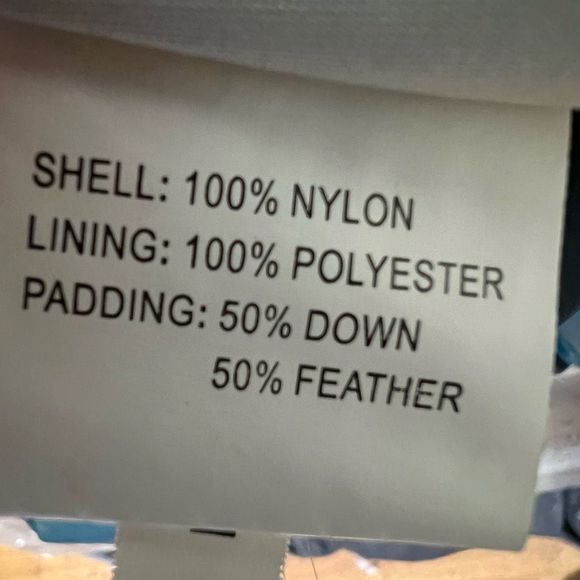 SHELL: 100% NYLON
LINING: 100% POLYESTER
PADDING: 50% DOWN
50% FEATHER